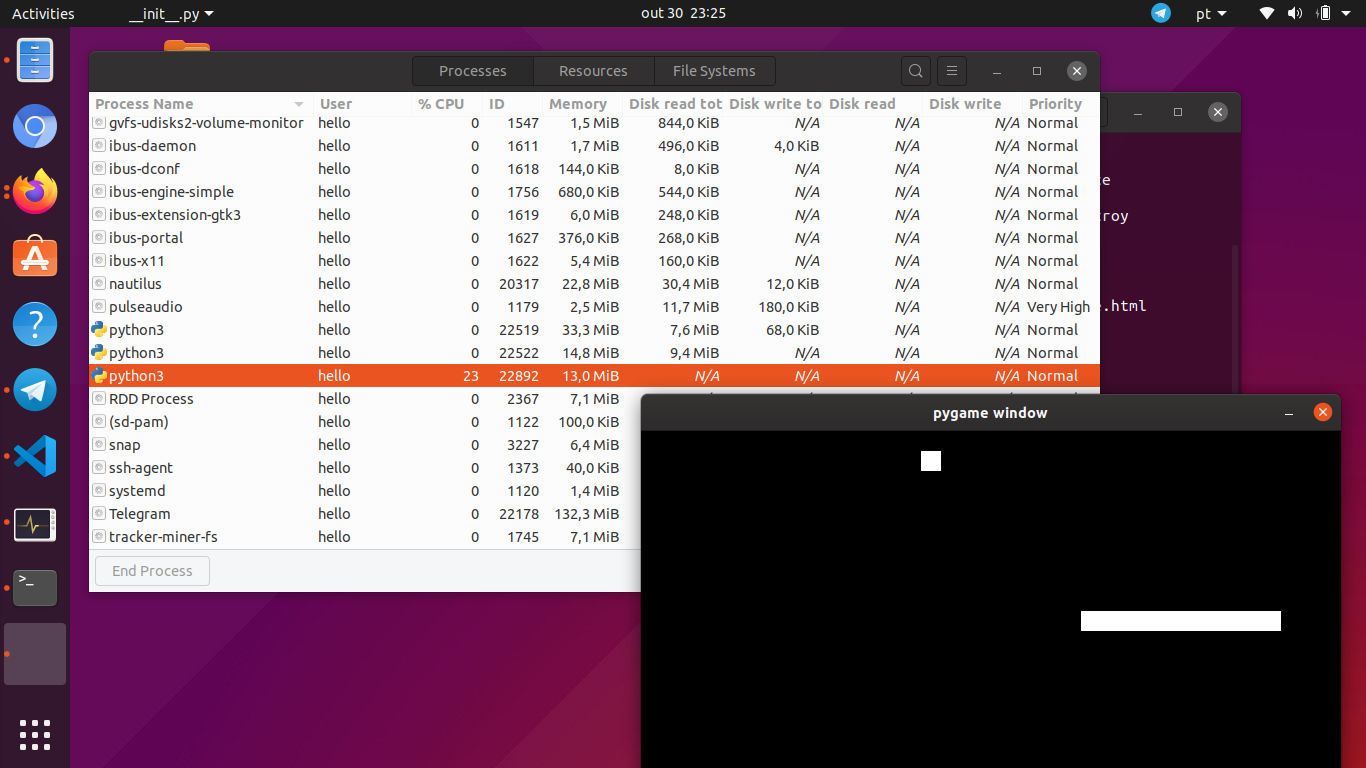 Activities __init__.py out 30 23:25 pt
Processes Resources File Systems
Process Name User % CPU ID Memory Disk read tot Disk write to Disk read Disk write Priority
gvfs-udisks2-volume-monitor hello 0 1547 1,5 MiB 844,0 KiB N/A N/A N/A Normal
ibus-daemon hello 0 1611 1,7 MiB 496,0 KiB 4,0 KiB N/A N/A Normal
ibus-dconf hello 0 1618 144,0 KiB 8,0 KiB N/A N/A N/A Normal
ibus-engine-simple hello 0 1756 680,0 KiB 544,0 KiB N/A N/A N/A Normal
ibus-extension-gtk3 hello 0 1619 6,0 MiB 248,0 KiB N/A N/A N/A Normal
troy
ibus-portal hello 0 1627 376,0 KiB 268,0 KiB N/A N/A N/A Normal
ibus-x11 hello 0 1622 5,4 MiB 160,0 KiB N/A N/A N/A Normal
nautilus hello 0 20317 22,8 MiB 30,4 MiB 12,0 KiB N/A N/A Normal
pulseaudio hello 0 1179 2,5 MiB 11,7 MiB 180,0 KiB N/A N/A Very High
.html
python3 hello 0 22519 33,3 MiB 7,6 MiB 68,0 KiB N/A N/A Normal
python3 hello 0 22522 14,8 MiB 9,4 MiB N/A N/A N/A Normal
python3 hello 23 22892 13,0 MiB N/A N/A N/A N/A Normal
RDD Process hello 0 2367 7,1 MiB
(sd-pam) hello 0 1122 100,0 KiB
snap hello 0 3227 6,4 MiB
ssh-agent hello 0 1373 40,0 KiB
systemd hello 0 1120 1,4 MiB
Telegram hello 0 22178 132,3 MiB
tracker-miner-fs hello 0 1745 7,1 MiB
End Process
pygame window